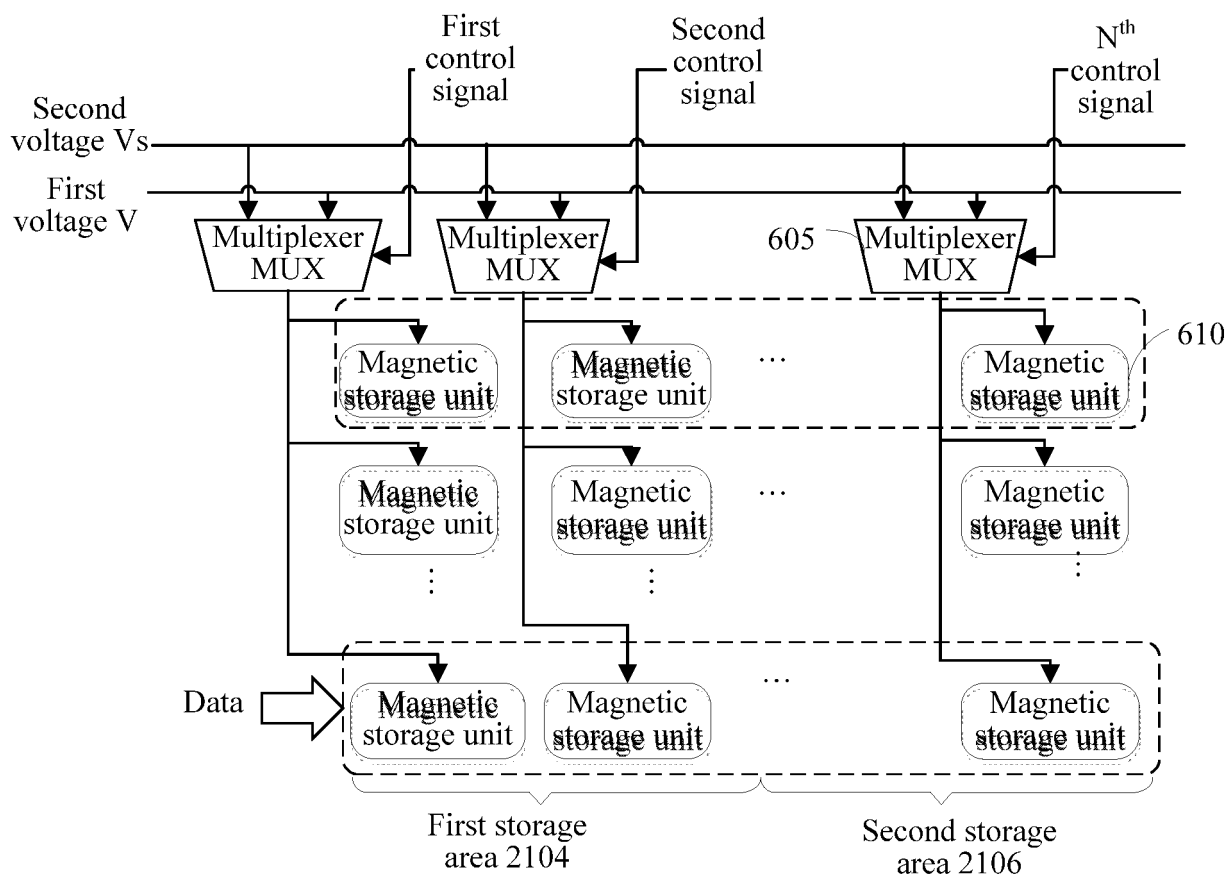 First
control
signal
Second
control
signal
Nth
control
signal
Second
voltage Vs
First
voltage V
Multiplexer
MUX
Multiplexer
MUX
605
Multiplexer
MUX
610
Magnetic
storage unit
Magnetic
storage unit
...
Magnetic
storage unit
Magnetic
storage unit
Magnetic
storage unit
...
Magnetic
storage unit
...
...
...
...
Data
Magnetic
storage unit
Magnetic
storage unit
Magnetic
storage unit
First storage
area 2104
Second storage
area 2106